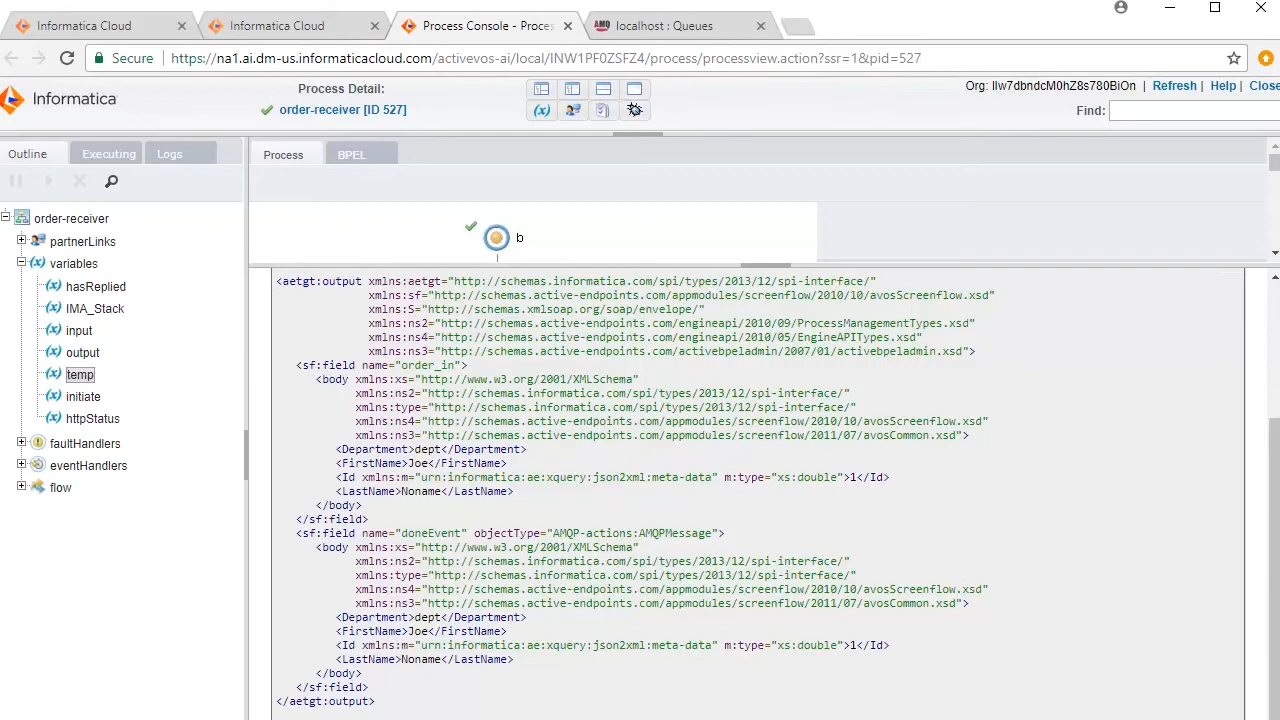 Informatica Cloud
Informatica Cloud
Process Console - Proces
AMQ localhost : Queues
Secure https://na1.ai.dm-us.informaticacloud.com/activevos-ai/local/INW1PF0ZSFZ4/process/processview.action?ssr=1&pid=527
Informatica
Process Detail:
order-receiver [ID 527]
(x)
Org: Ilw7dbndcM0hZ8s780BiOn | Refresh | Help | Close
Find:
Outline
Executing
Logs
Process
BPEL
order-receiver
partnerLinks
(x) variables
(x) hasReplied
(x) IMA_Stack
(x) input
(x) output
(x) temp
(x) initiate
(x) httpStatus
faultHandlers
eventHandlers
flow
b
<aetgt:output xmlns:aetgt="http://schemas.informatica.com/spi/types/2013/12/spi-interface/"
xmlns:sf="http://schemas.active-endpoints.com/appmodules/screenflow/2010/10/avosScreenflow.xsd"
xmlns:S="http://schemas.xmlsoap.org/soap/envelope/"
xmlns:ns2="http://schemas.active-endpoints.com/engineapi/2010/09/ProcessManagementTypes.xsd"
xmlns:ns4="http://schemas.active-endpoints.com/engineapi/2010/05/EngineAPITypes.xsd"
xmlns:ns3="http://schemas.active-endpoints.com/activebpeladmin/2007/01/activebpeladmin.xsd">
<sf:field name="order_in">
<body xmlns:xs="http://www.w3.org/2001/XMLSchema"
xmlns:ns2="http://schemas.informatica.com/spi/types/2013/12/spi-interface/"
xmlns:type="http://schemas.informatica.com/spi/types/2013/12/spi-interface/"
xmlns:ns4="http://schemas.active-endpoints.com/appmodules/screenflow/2010/10/avosScreenflow.xsd"
xmlns:ns3="http://schemas.active-endpoints.com/appmodules/screenflow/2011/07/avosCommon.xsd">
<Department>dept</Department>
<FirstName>Joe</FirstName>
<Id xmlns:m="urn:informatica:ae:xquery:json2xml:meta-data" m:type="xs:double">1</Id>
<LastName>Noname</LastName>
</body>
</sf:field>
<sf:field name="doneEvent" objectType="AMQP-actions:AMQPMessage">
<body xmlns:xs="http://www.w3.org/2001/XMLSchema"
xmlns:ns2="http://schemas.informatica.com/spi/types/2013/12/spi-interface/"
xmlns:type="http://schemas.informatica.com/spi/types/2013/12/spi-interface/"
xmlns:ns4="http://schemas.active-endpoints.com/appmodules/screenflow/2010/10/avosScreenflow.xsd"
xmlns:ns3="http://schemas.active-endpoints.com/appmodules/screenflow/2011/07/avosCommon.xsd">
<Department>dept</Department>
<FirstName>Joe</FirstName>
<Id xmlns:m="urn:informatica:ae:xquery:json2xml:meta-data" m:type="xs:double">1</Id>
<LastName>Noname</LastName>
</body>
</sf:field>
</aetgt:output>